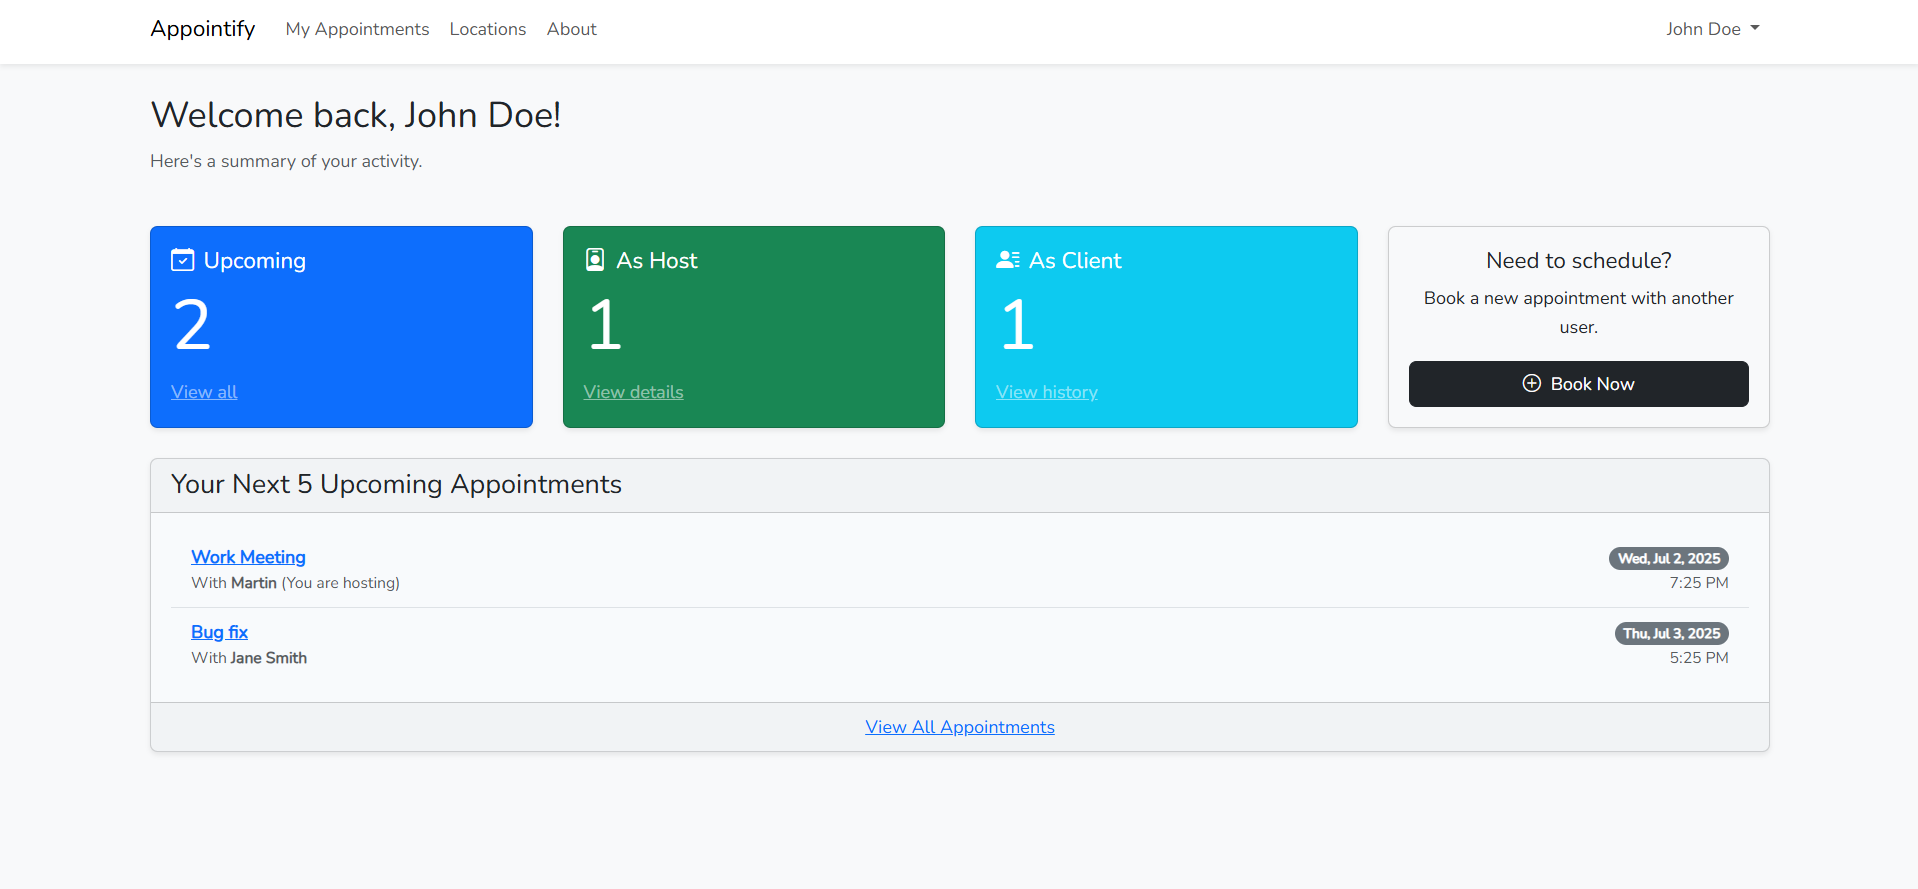 Appointify My Appointments Locations About John Doe
Welcome back, John Doe!
Here's a summary of your activity.
Upcoming
2
View all
As Host
1
View details
As Client
1
View history
Need to schedule?
Book a new appointment with another
user.
Book Now
Your Next 5 Upcoming Appointments
Work Meeting
With Martin (You are hosting)
Wed, Jul 2, 2025
7:25 PM
Bug fix
With Jane Smith
Thu, Jul 3, 2025
5:25 PM
View All Appointments